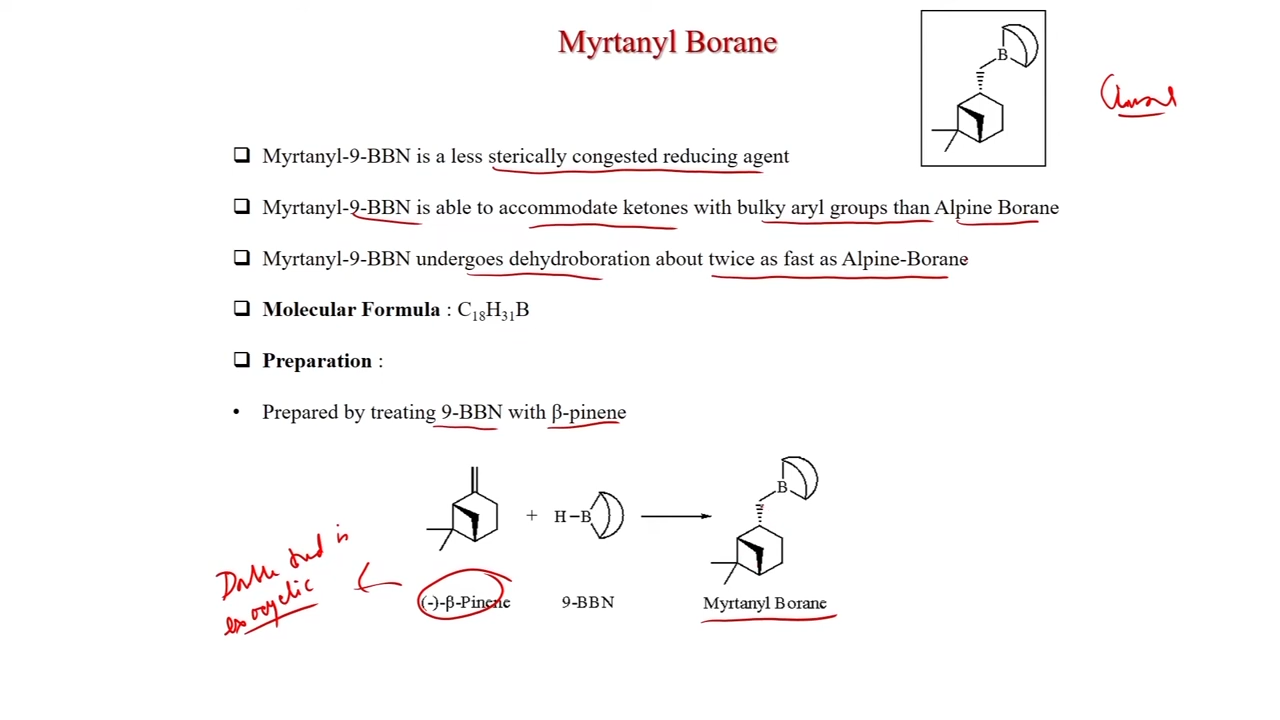 Myrtanyl Borane
B
Myrtanyl-9-BBN is a less sterically congested reducing agent
Myrtanyl-9-BBN is able to accommodate ketones with bulky aryl groups than Alpine Borane
Myrtanyl-9-BBN undergoes dehydroboration about twice as fast as Alpine-Borane
Molecular Formula : C₁₈H₃₁B
Preparation :
• Prepared by treating 9-BBN with β-pinene
+ H-B
B
Double bond is
exocyclic
(-)-β-Pinene 9-BBN Myrtanyl Borane